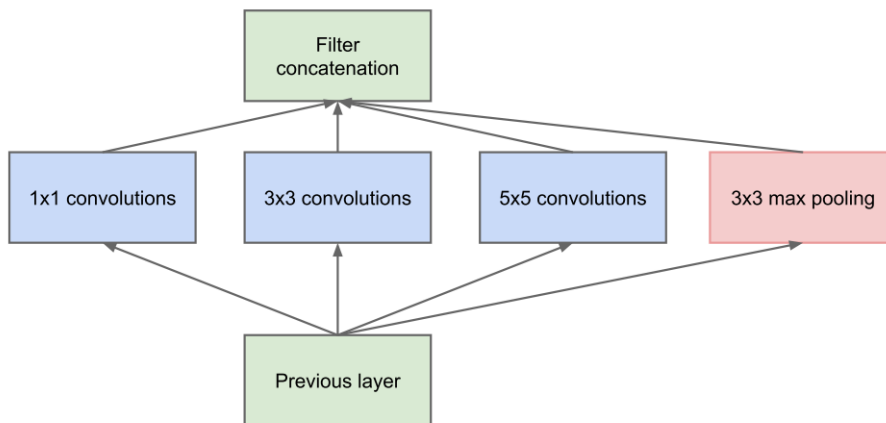 Filter
concatenation
1x1 convolutions
3x3 convolutions
5x5 convolutions
3x3 max pooling
Previous layer